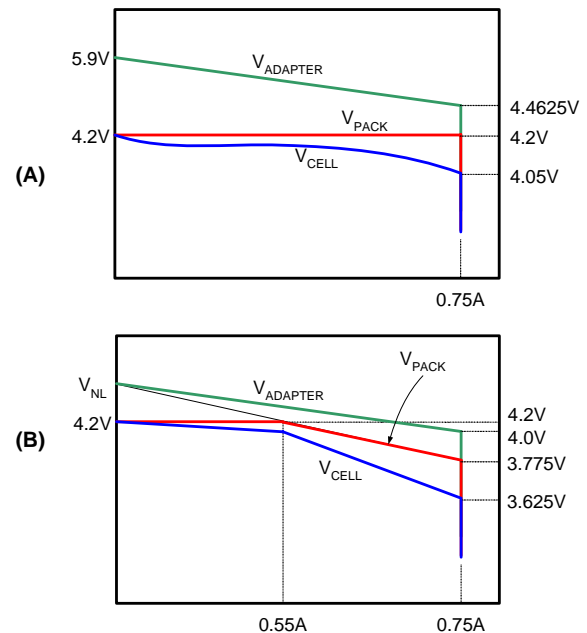 5.9V
V_ADAPTER
4.4625V
V_PACK
4.2V
4.2V
V_CELL
(A)
4.05V
0.75A
V_PACK
V_NL
V_ADAPTER
4.2V
4.2V
4.0V
(B)
3.775V
V_CELL
3.625V
0.55A
0.75A